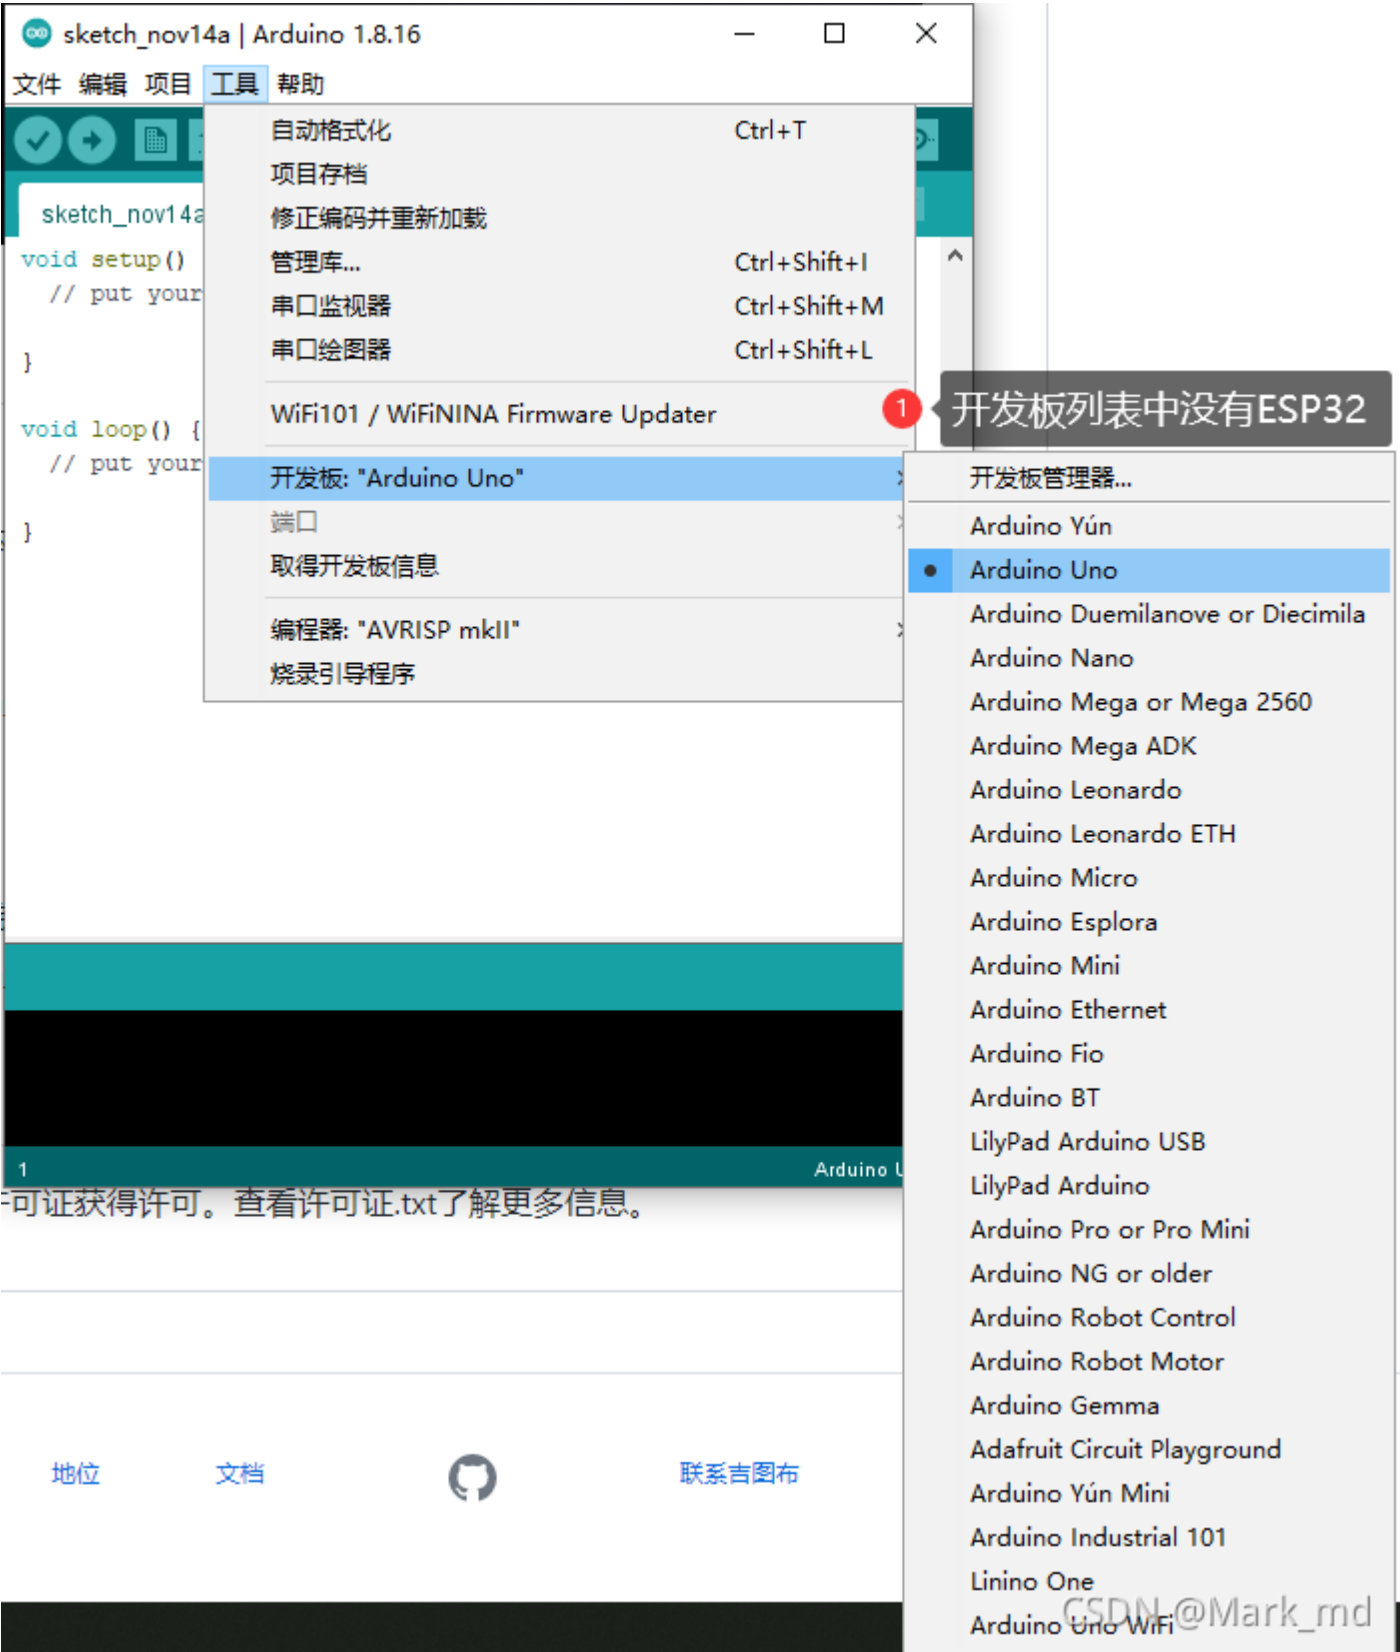 sketch_nov14a | Arduino 1.8.16
文件 编辑 项目 工具 帮助
自动格式化 Ctrl+T
项目存档
修正编码并重新加载
管理库... Ctrl+Shift+I
串口监视器 Ctrl+Shift+M
串口绘图器 Ctrl+Shift+L
WiFi101 / WiFiNINA Firmware Updater
开发板: "Arduino Uno"
端口
取得开发板信息
编程器: "AVRISP mkII"
烧录引导程序
sketch_nov14a
void setup()
// put your
}
void loop() {
// put your
}
1 开发板列表中没有ESP32
开发板管理器...
Arduino Yún
Arduino Uno
Arduino Duemilanove or Diecimila
Arduino Nano
Arduino Mega or Mega 2560
Arduino Mega ADK
Arduino Leonardo
Arduino Leonardo ETH
Arduino Micro
Arduino Esplora
Arduino Mini
Arduino Ethernet
Arduino Fio
Arduino BT
LilyPad Arduino USB
LilyPad Arduino
Arduino Pro or Pro Mini
Arduino NG or older
Arduino Robot Control
Arduino Robot Motor
Arduino Gemma
Adafruit Circuit Playground
Arduino Yún Mini
Arduino Industrial 101
Linino One
Arduino Uno WiFi
1 Arduino U
可证获得许可。查看许可证.txt了解更多信息。
地位 文档 联系吉图布
CSDN @Mark_md